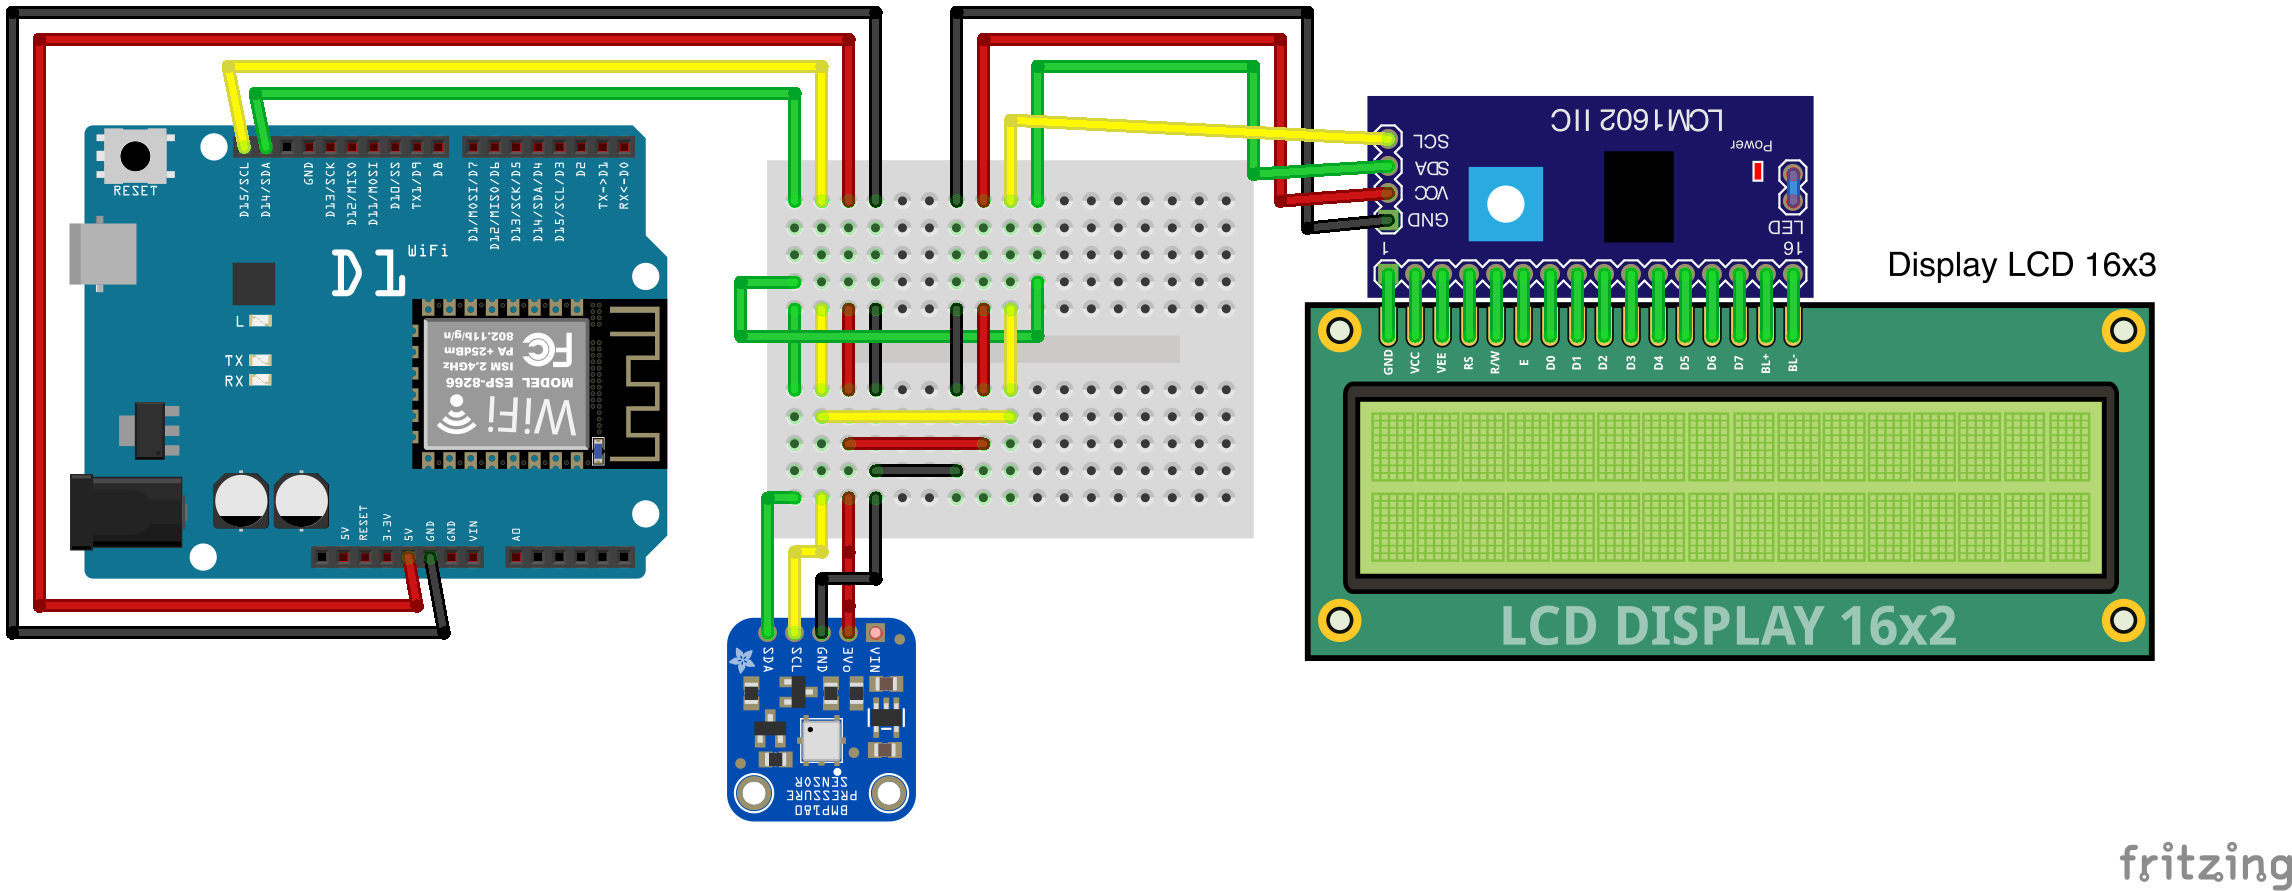 RESET
D15/SCL
D14/SDA
GND
D13/SCK
D12/MISO
D11/MOSI
D10/SS
TX1/D9
D8
D1/MOSI/D7
D12/MISO/D6
D13/SCK/D5
D14/SDA/D4
D15/SCL/D3
D2
TX->D1
RX<-D0
D1 WiFi
L
TX
RX
802.11b/g/n
PA +25dBm
ISM 2.4GHz
MODEL ESP-8266
FC
WiFi
5V
RESET
3.3V
5V
GND
GND
VIN
A0
SDA
SCL
GND
3Vo
VIN
BMP180
PRESSURE
SENSOR
LCM1602 IIC
SCL
SDA
VCC
GND
Power
LED
1
16
Display LCD 16x3
GND
VCC
VEE
RS
R/W
E
D0
D1
D2
D3
D4
D5
D6
D7
BL+
BL-
LCD DISPLAY 16x2
fritzing